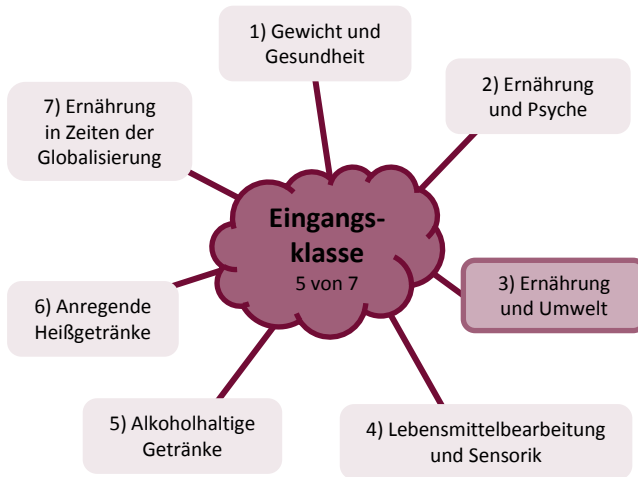 1) Gewicht und
Gesundheit
2) Ernährung
und Psyche
3) Ernährung
und Umwelt
4) Lebensmittelbearbeitung
und Sensorik
5) Alkoholhaltige
Getränke
6) Anregende
Heißgetränke
7) Ernährung
in Zeiten der
Globalisierung
Eingangs-
klasse
5 von 7